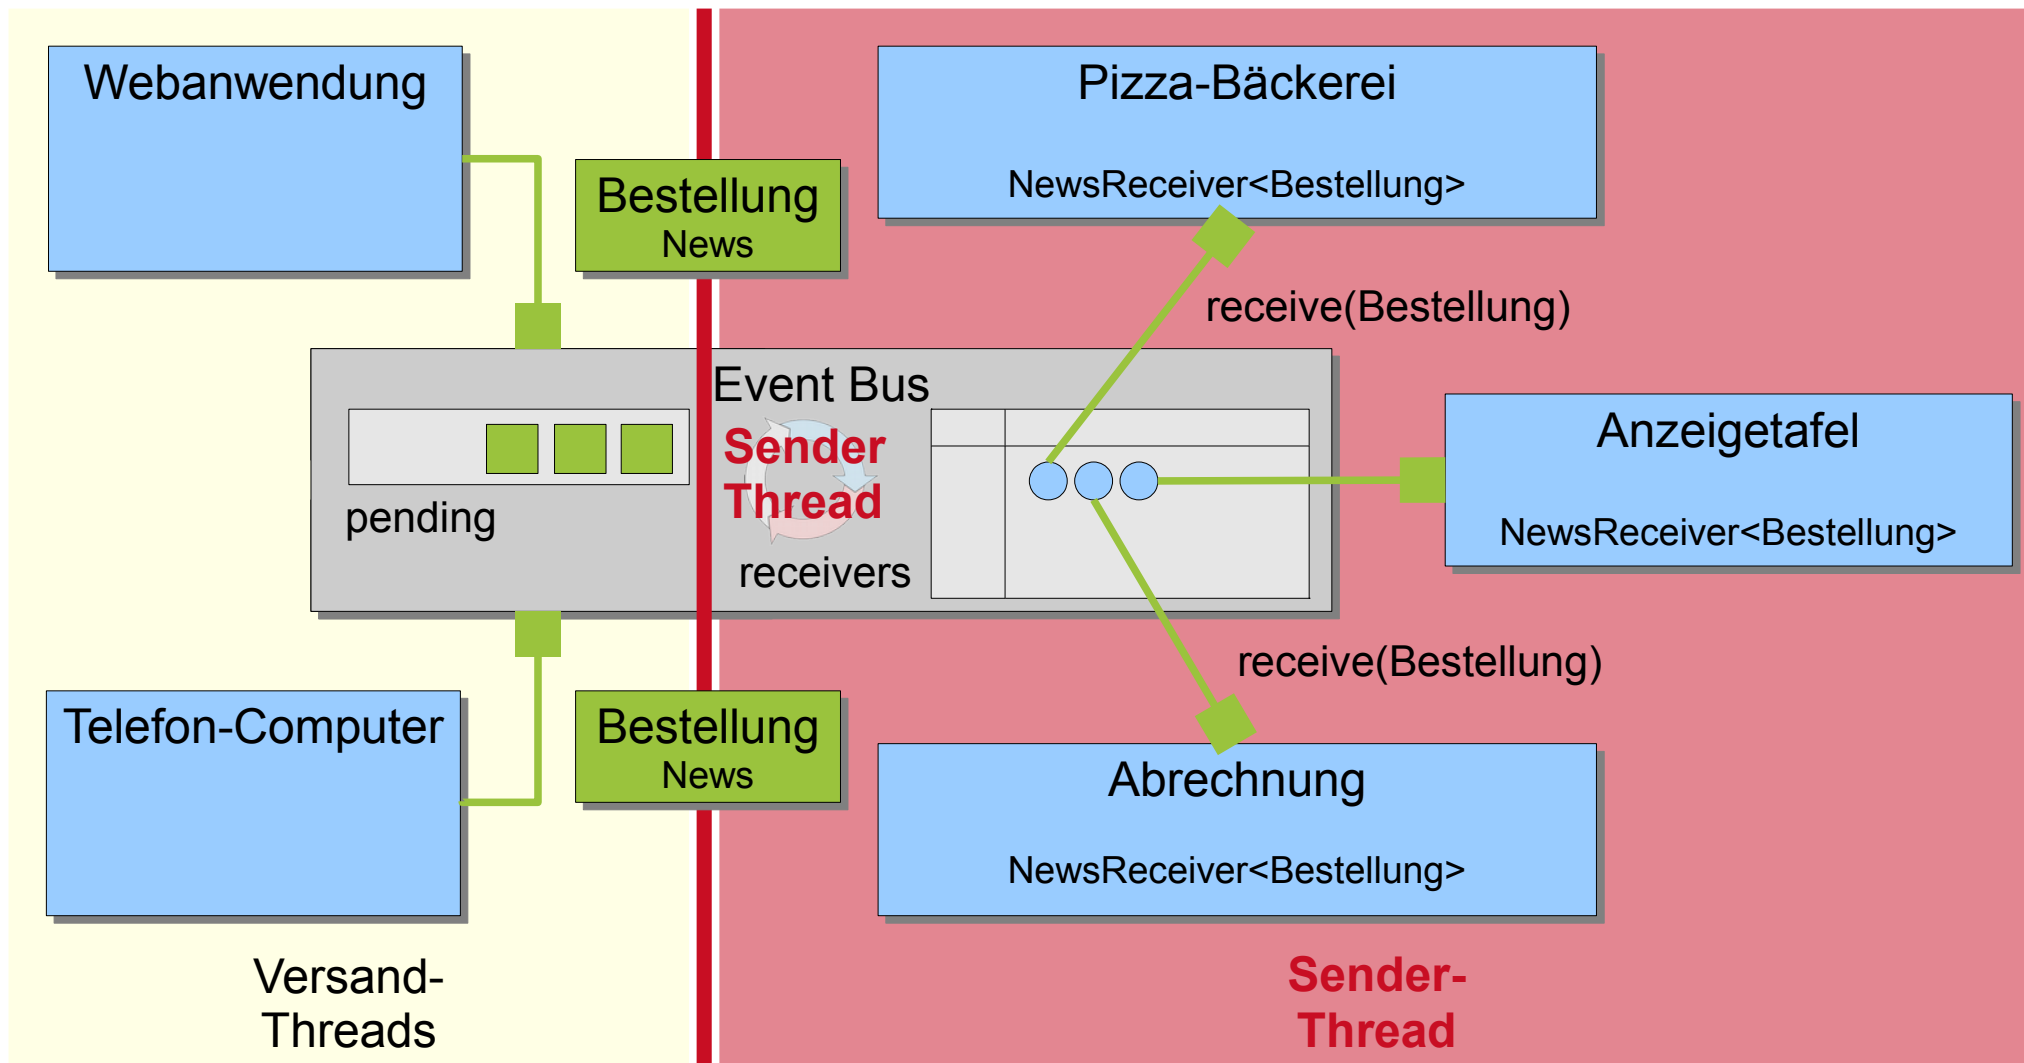 Webanwendung
Bestellung
News
Pizza-Bäckerei
NewsReceiver<Bestellung>
receive(Bestellung)
Event Bus
Sender
Thread
pending
receivers
Anzeigetafel
NewsReceiver<Bestellung>
receive(Bestellung)
Telefon-Computer
Bestellung
News
Abrechnung
NewsReceiver<Bestellung>
Versand-
Threads
Sender-
Thread